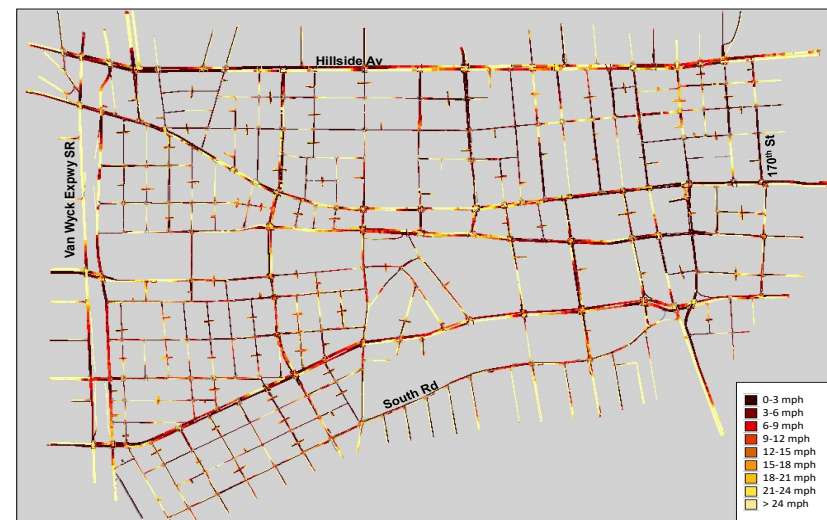 Hillside Av
Van Wyck Expwy SR
170th St
South Rd
0-3 mph
3-6 mph
6-9 mph
9-12 mph
12-15 mph
15-18 mph
18-21 mph
21-24 mph
> 24 mph